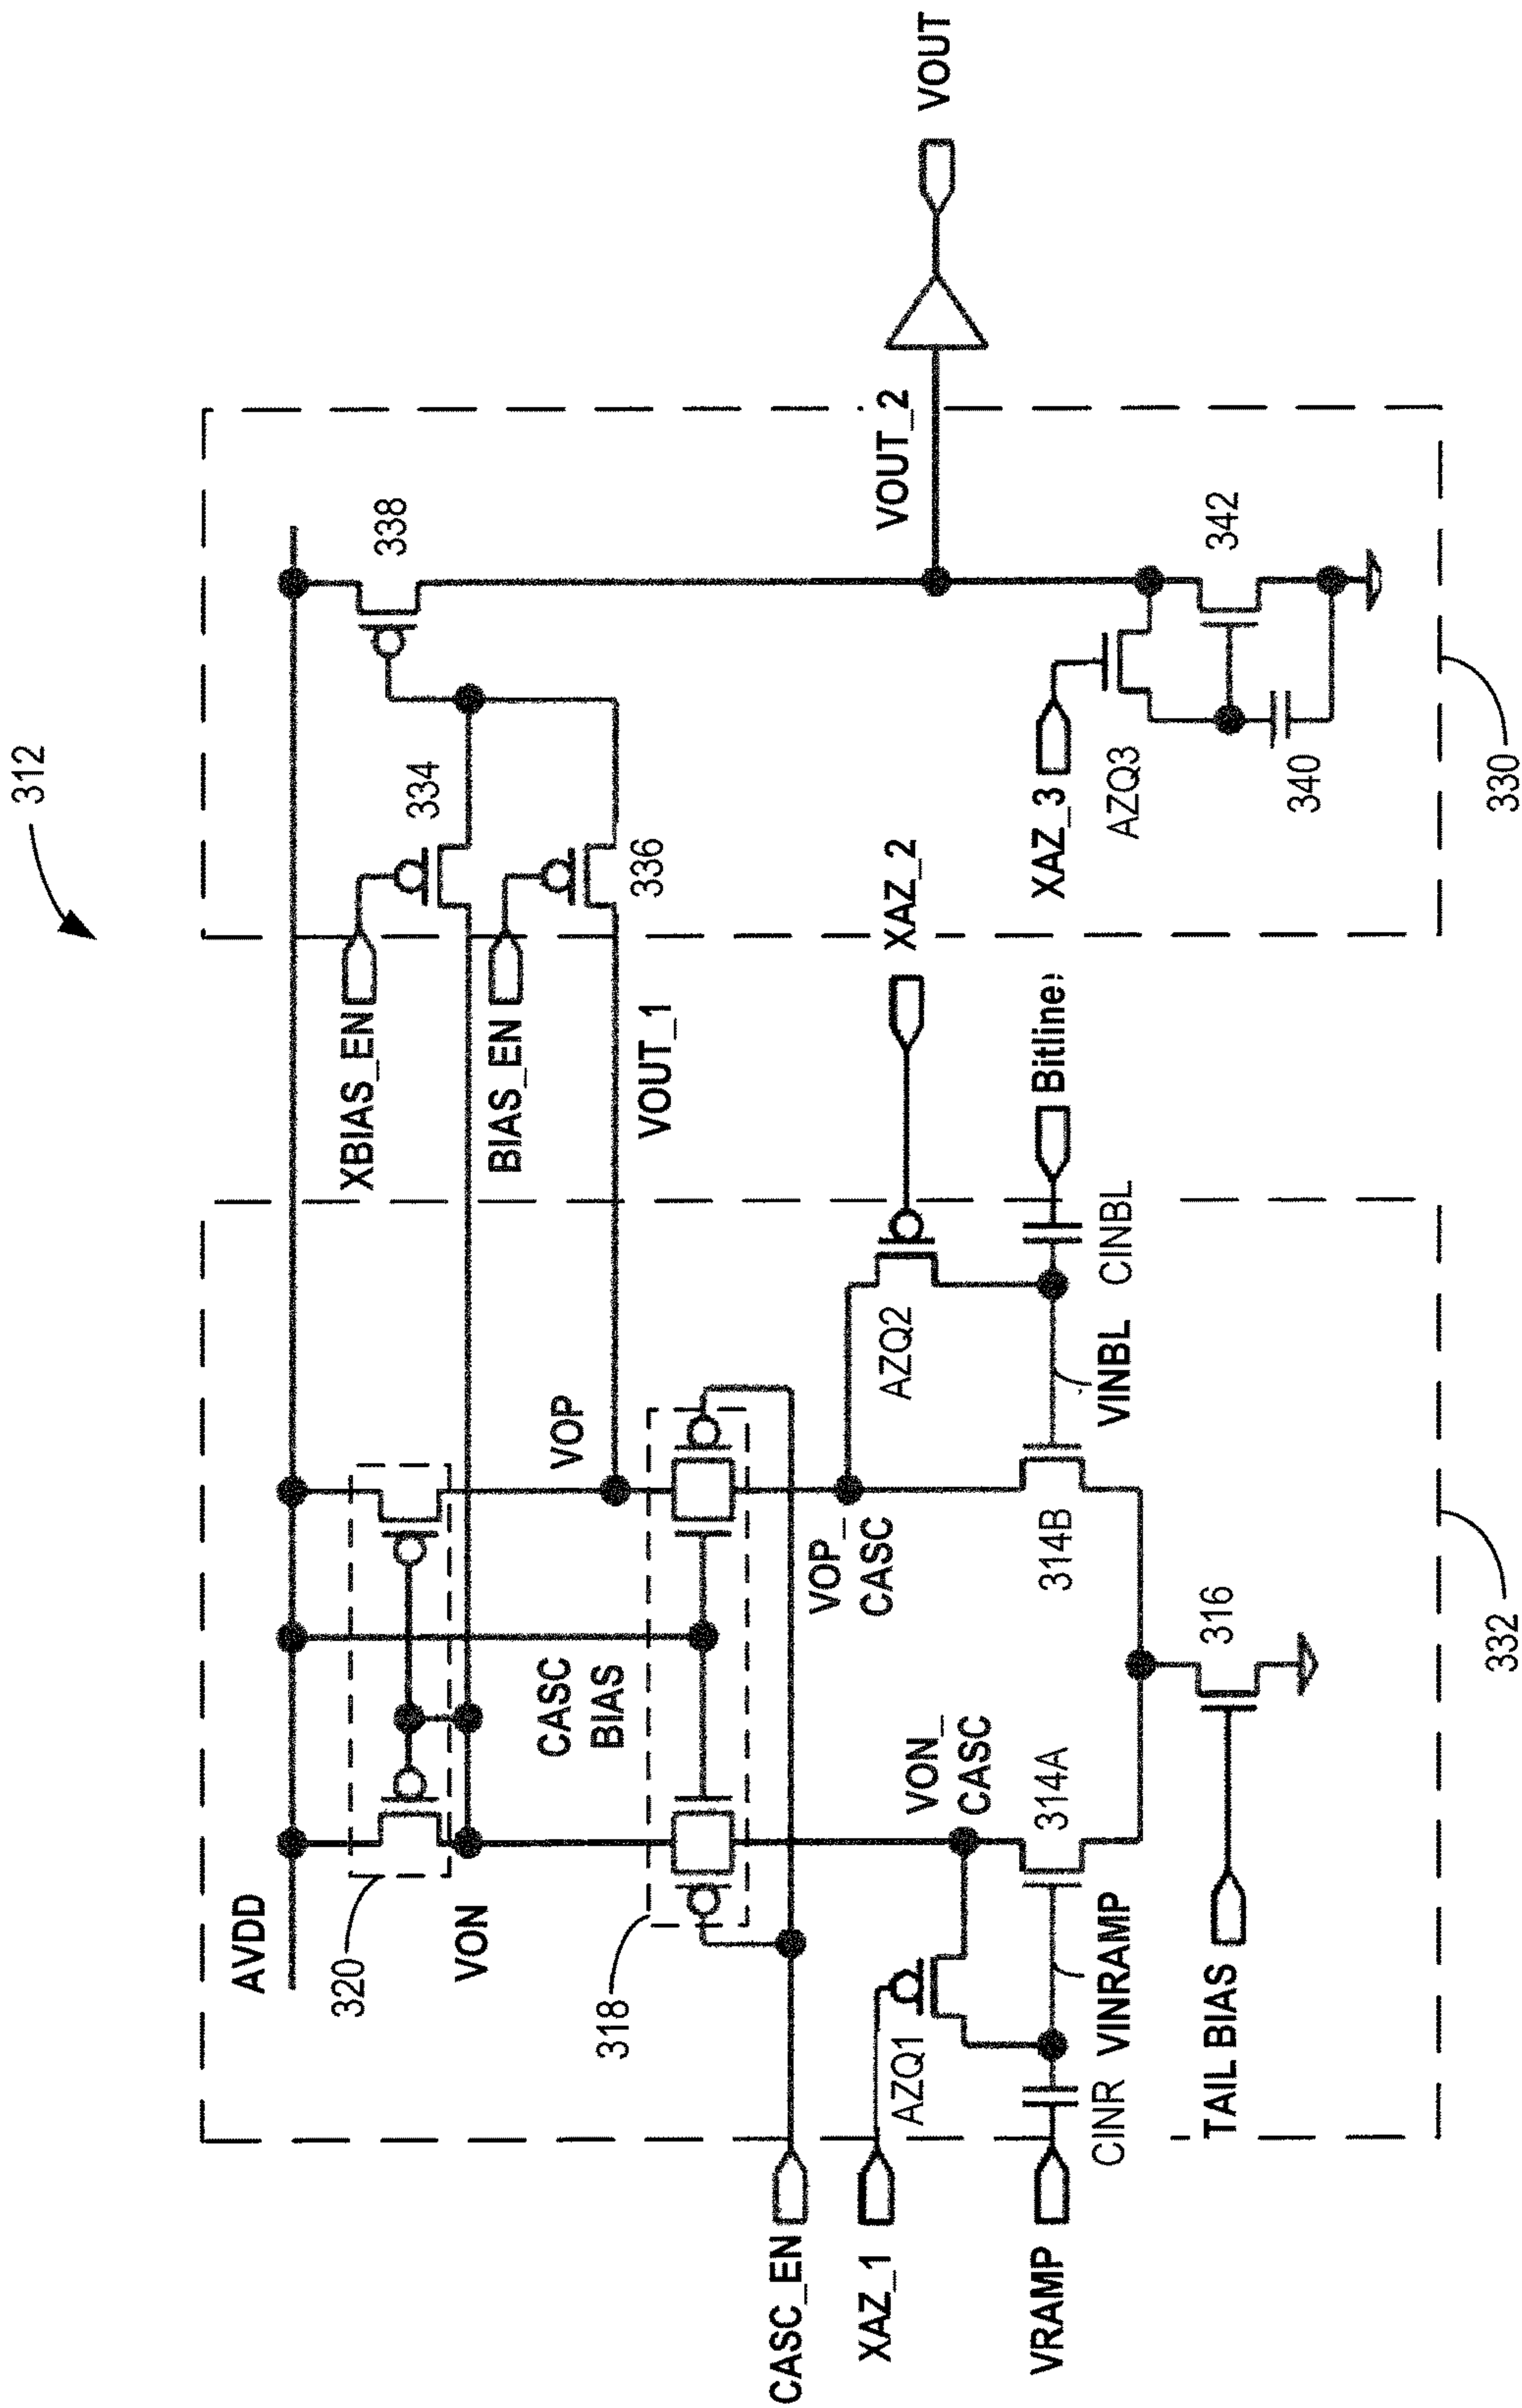 312
AVDD
320
VON
318
CASC
BIAS
VOP
XBIAS_EN
BIAS_EN
VOUT_1
334
336
338
VOUT_2
VOUT
CASC_EN
XAZ_1
AZQ1
VON_
CASC
VOP_
CASC
AZQ2
XAZ_2
VRAMP
CINR
VINRAMP
314A
314B
VINBL
CINBL
Bitline
XAZ_3
AZQ3
340
342
TAIL BIAS
316
332
330